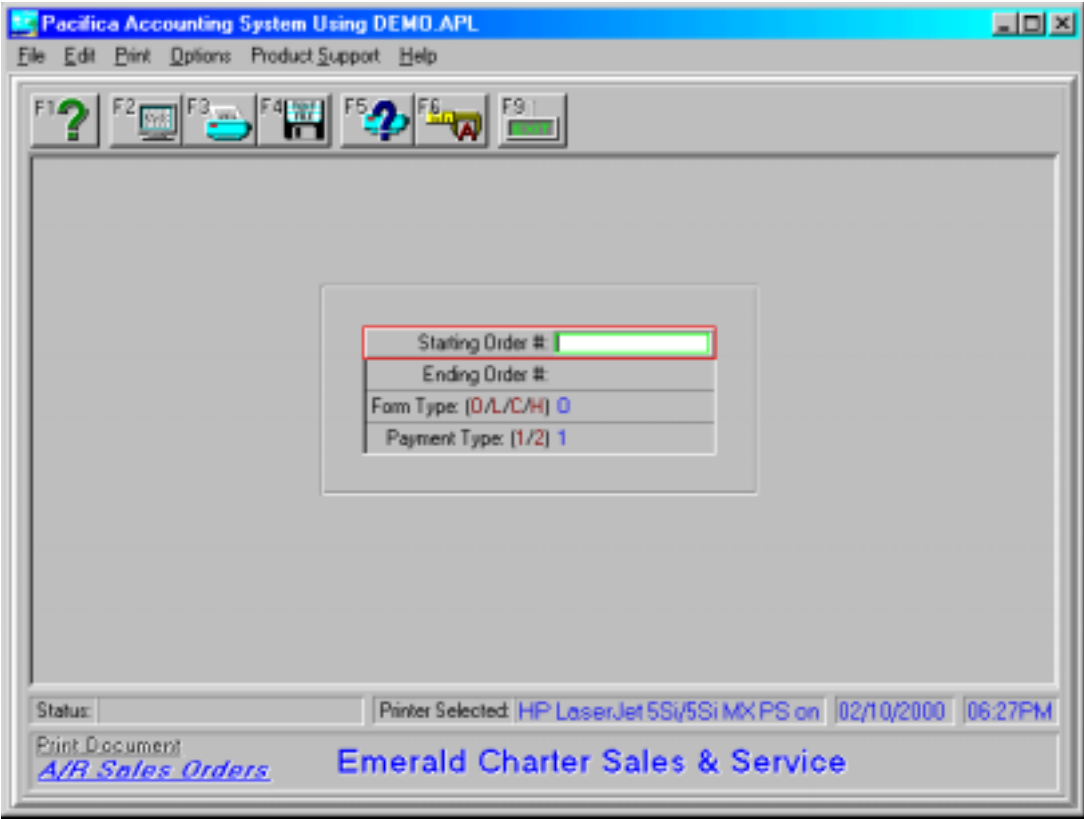 Pacifica Accounting System Using DEMO.APL
File Edit Print Options Product Support Help
F1 F2 F3 F4 F5 F6 F9
EXIT
Starting Order #:
Ending Order #:
Form Type: (O/L/C/H) O
Payment Type: (1/2) 1
Status: Printer Selected: HP LaserJet 5Si/5Si MX PS on 02/10/2000 06:27PM
Print Document
A/R Sales Orders Emerald Charter Sales & Service